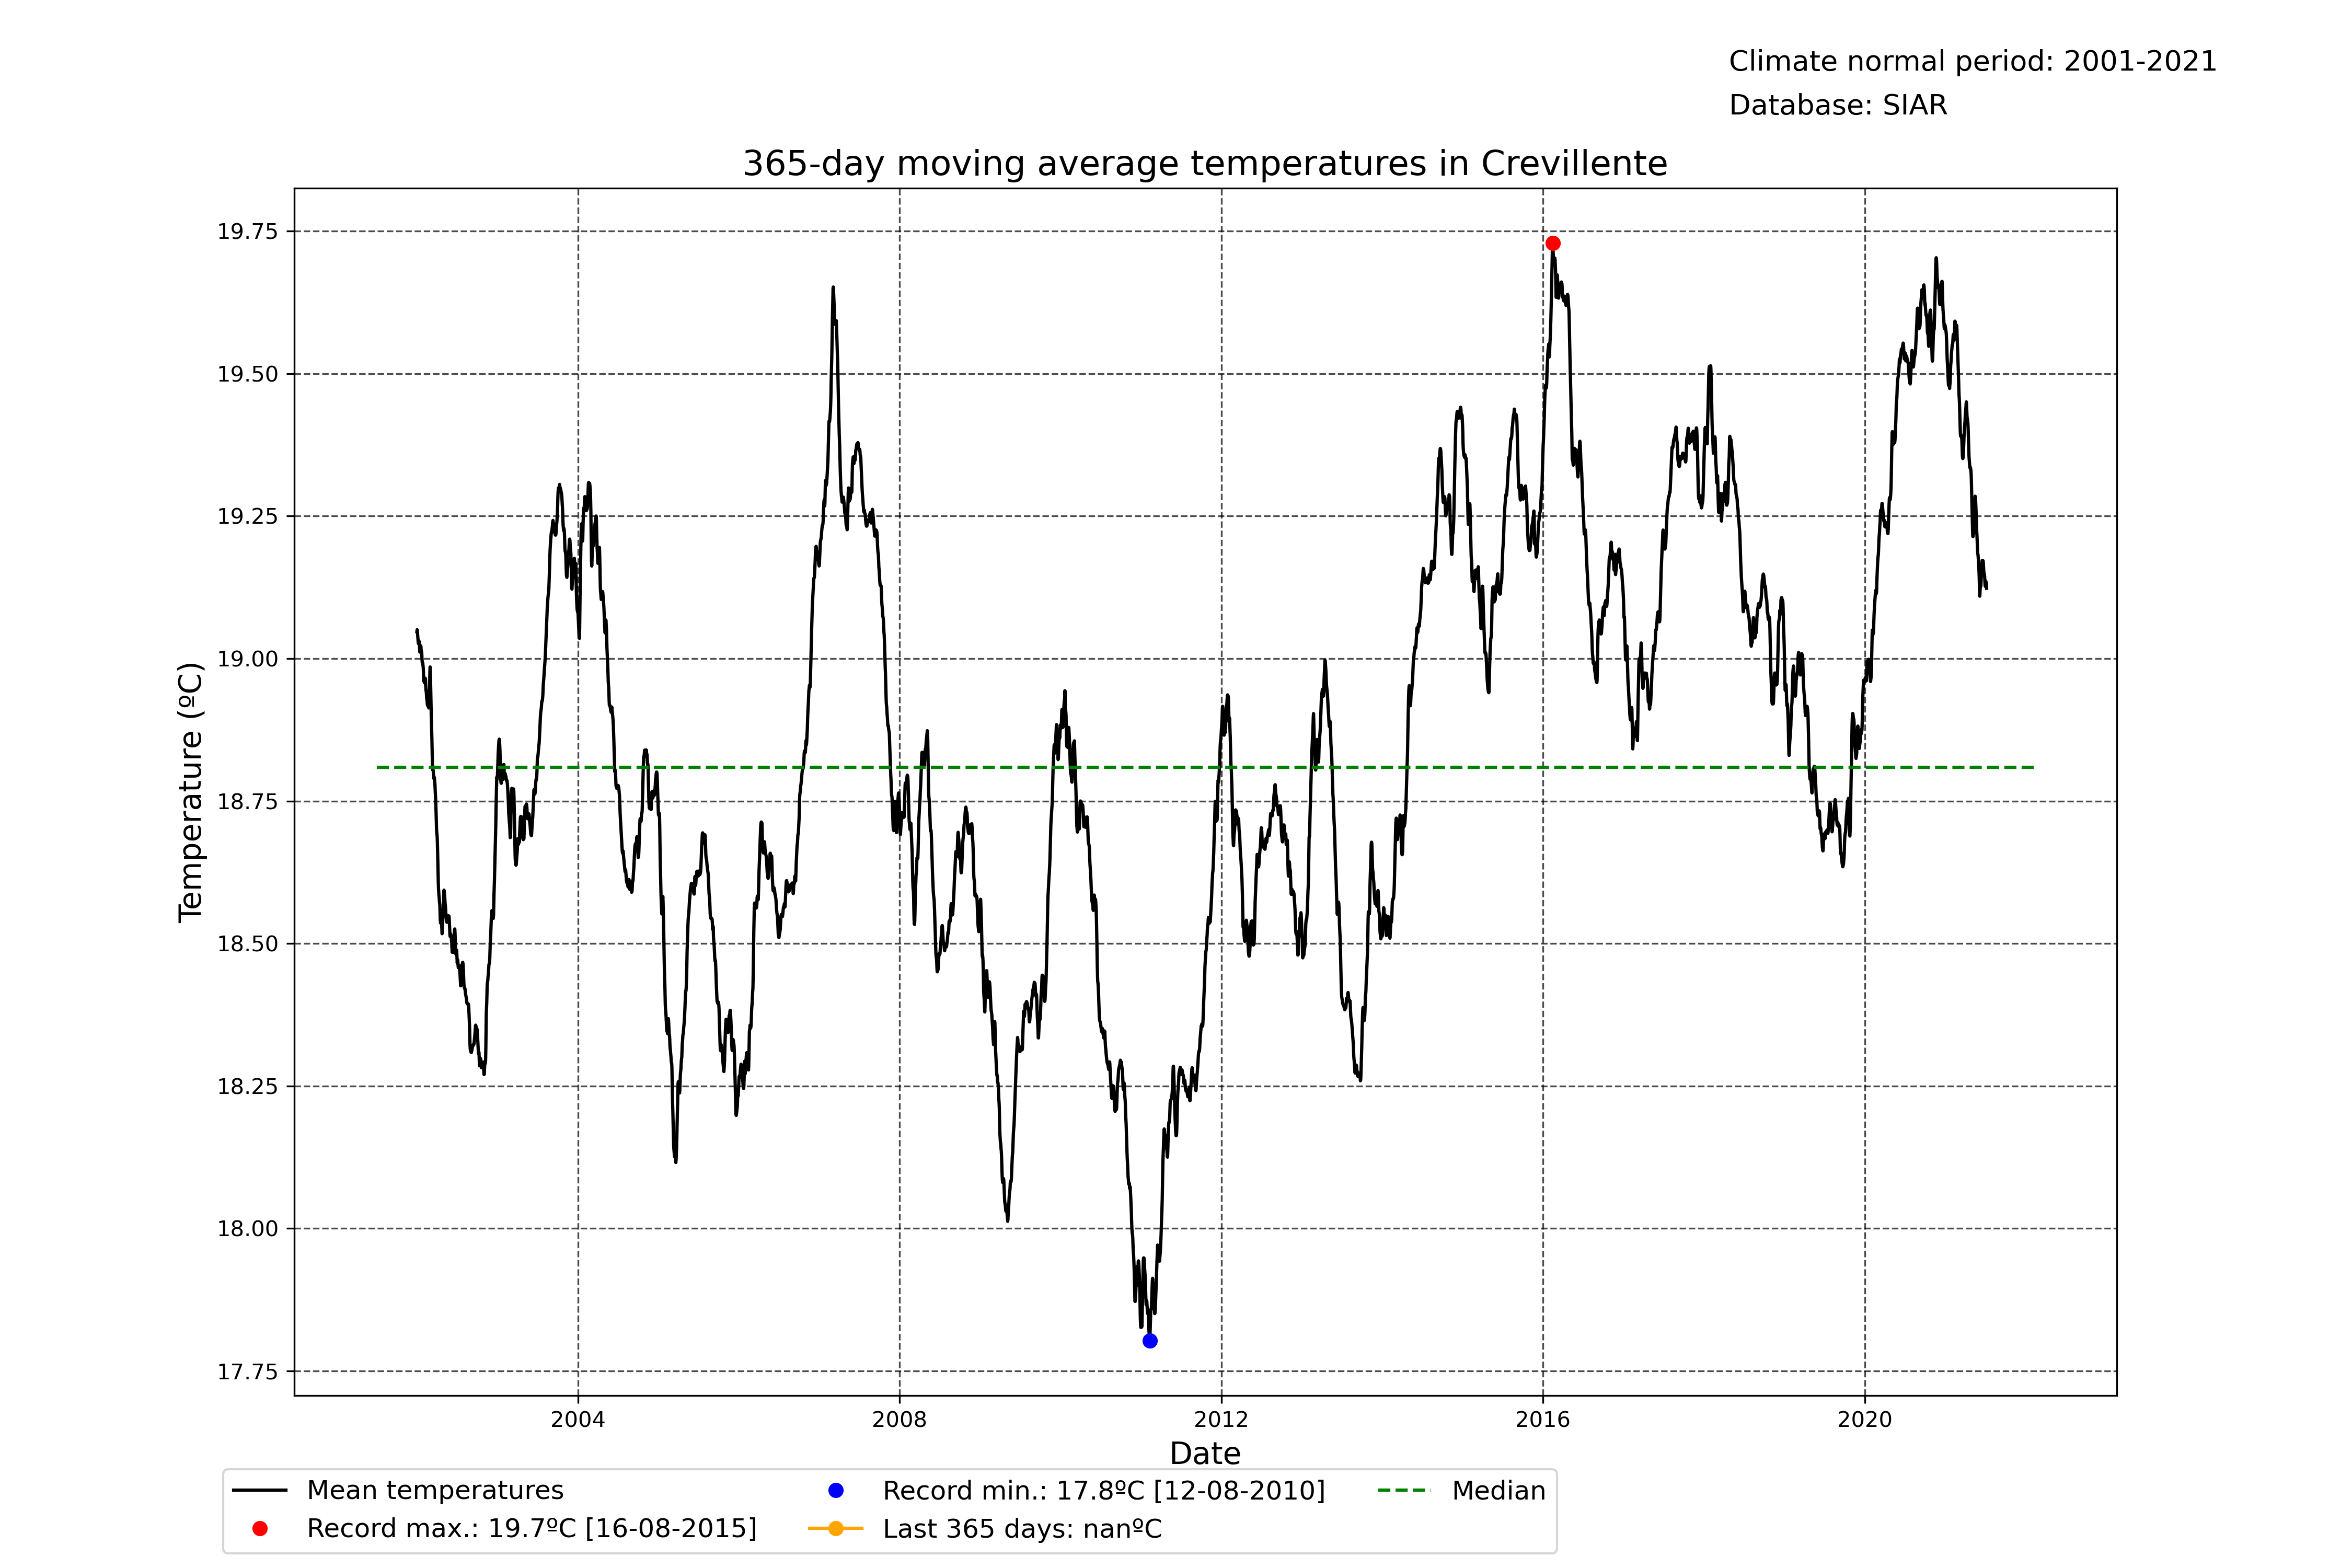 Climate normal period: 2001-2021
Database: SIAR
365-day moving average temperatures in Crevillente
19.75
19.50
19.25
19.00
18.75
18.50
18.25
18.00
17.75
Temperature (ºC)
2004 2008 2012 2016 2020
Date
Mean temperatures
Record max.: 19.7ºC [16-08-2015]
Record min.: 17.8ºC [12-08-2010]
Last 365 days: nanºC
Median